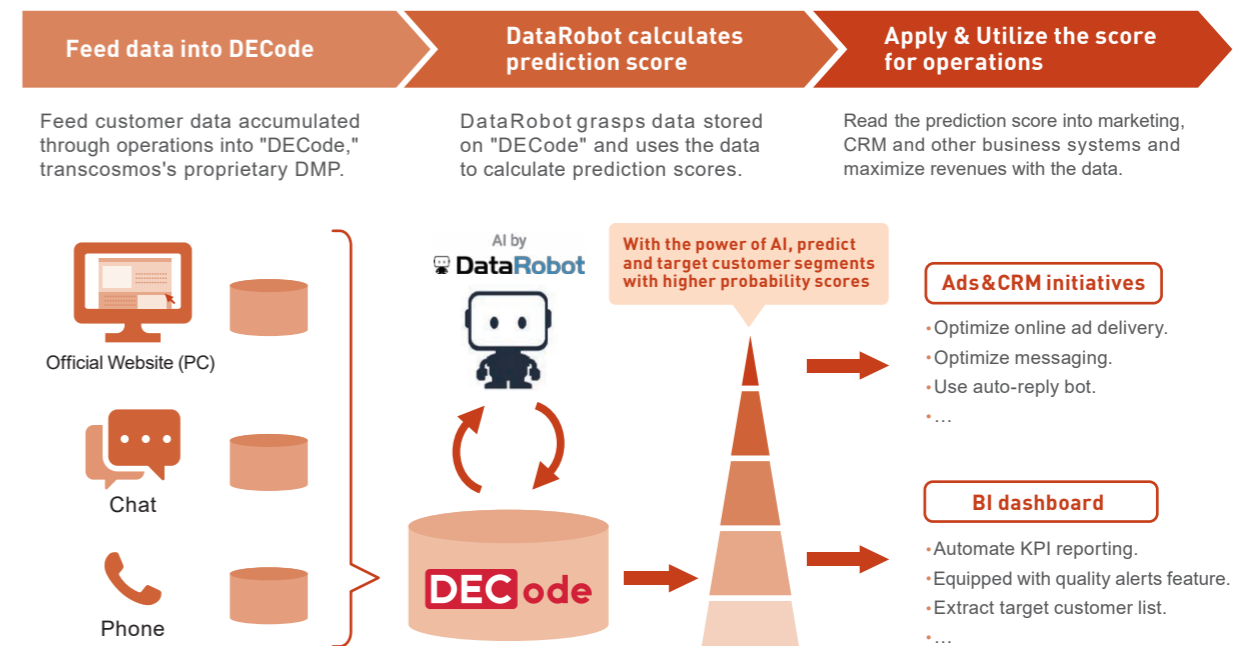 Feed data into DECode
DataRobot calculates
prediction score
Apply & Utilize the score
for operations
Feed customer data accumulated
through operations into "DECode,"
transcosmos's proprietary DMP.
DataRobot grasps data stored
on "DECode" and uses the data
to calculate prediction scores.
Read the prediction score into marketing,
CRM and other business systems and
maximize revenues with the data.
Official Website (PC)
Chat
Phone
AI by
DataRobot
DECode
With the power of AI, predict
and target customer segments
with higher probability scores
Ads&CRM initiatives
・Optimize online ad delivery.
・Optimize messaging.
・Use auto-reply bot.
・…
BI dashboard
・Automate KPI reporting.
・Equipped with quality alerts feature.
・Extract target customer list.
・…